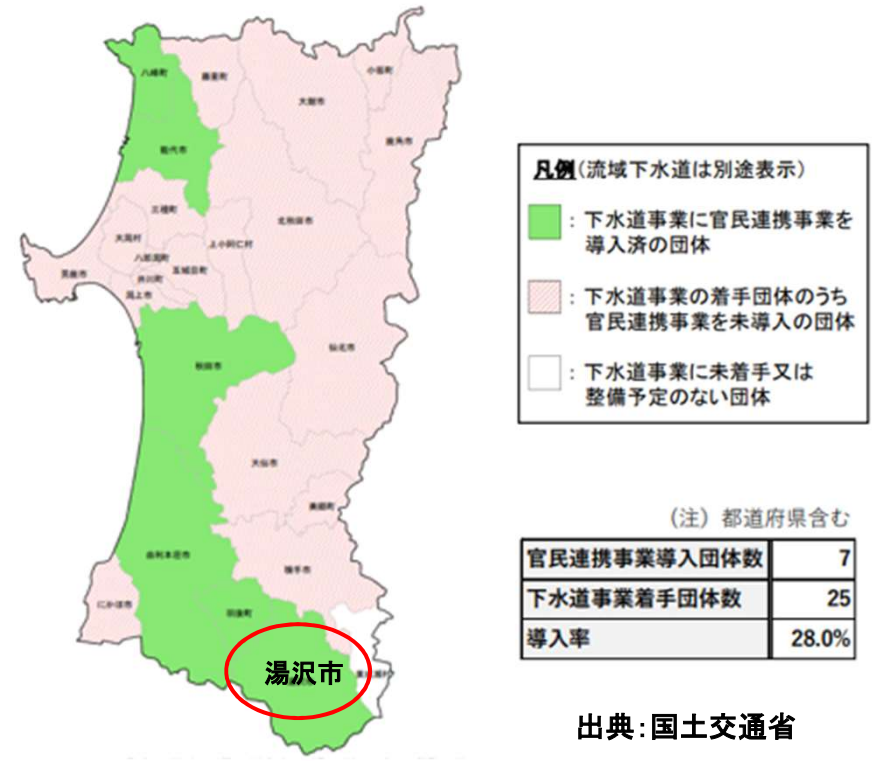 八峰町
藤里町
小坂町
大館市
鹿角市
能代市
三種町
北秋田市
大潟村
上小阿仁村
八郎潟町
五城目町
男鹿市
井川町
潟上市
仙北市
秋田市
大仙市
美郷町
由利本荘市
横手市
にかほ市
羽後町
湯沢市
凡例(流域下水道は別途表示)
：下水道事業に官民連携事業を
導入済の団体
：下水道事業の着手団体のうち
官民連携事業を未導入の団体
：下水道事業に未着手又は
整備予定のない団体
（注）都道府県含む
官民連携事業導入団体数 7
下水道事業着手団体数 25
導入率 28.0%
出典：国土交通省